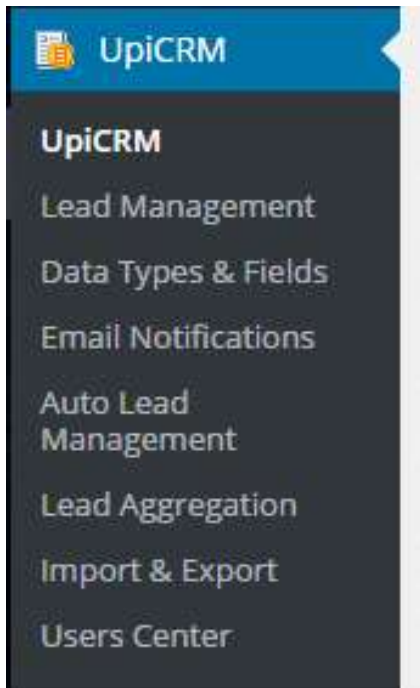 UpiCRM
UpiCRM
Lead Management
Data Types & Fields
Email Notifications
Auto Lead
Management
Lead Aggregation
Import & Export
Users Center